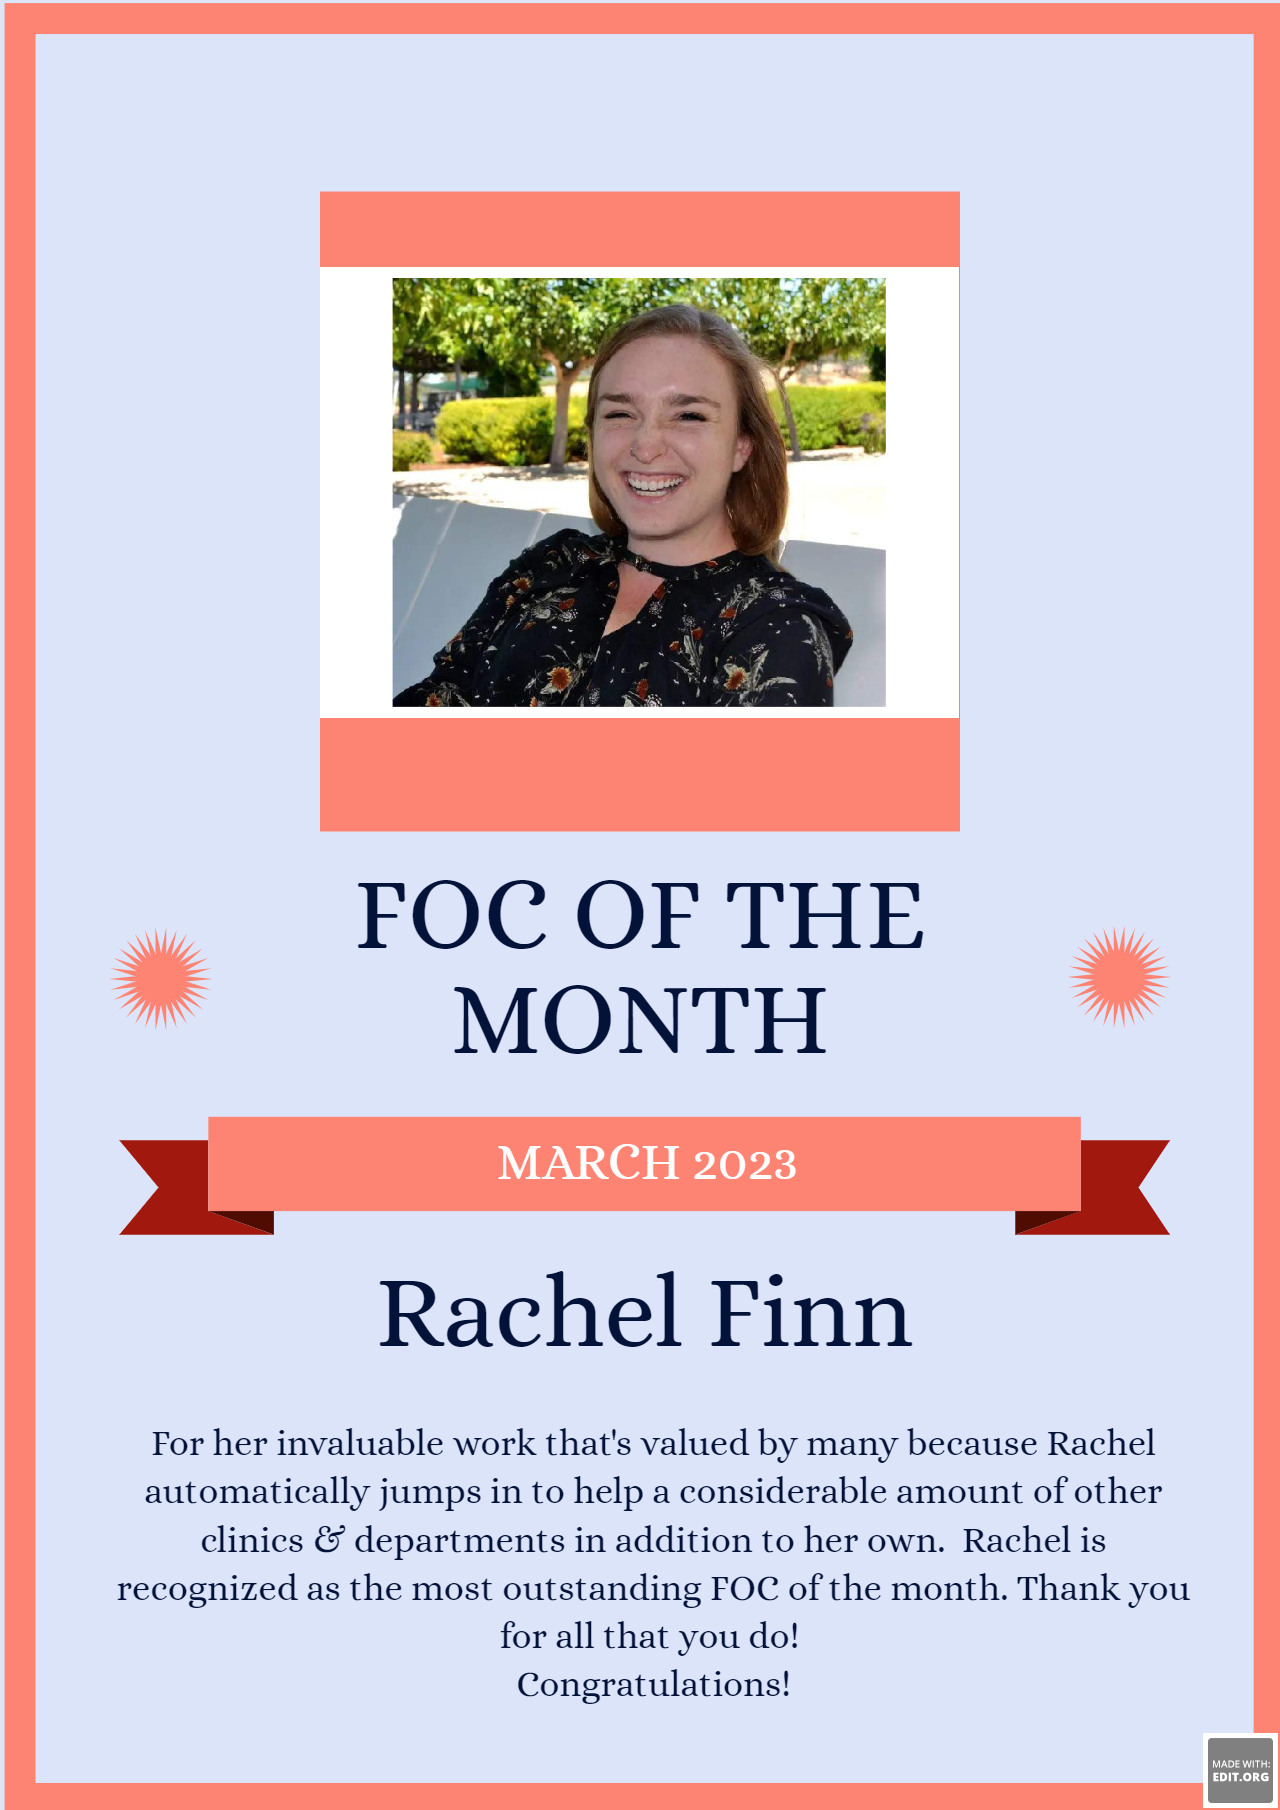 FOC OF THE
MONTH
MARCH 2023
Rachel Finn
For her invaluable work that's valued by many because Rachel
automatically jumps in to help a considerable amount of other
clinics & departments in addition to her own.  Rachel is
recognized as the most outstanding FOC of the month. Thank you
for all that you do!
Congratulations!
MADE WITH:
EDIT.ORG